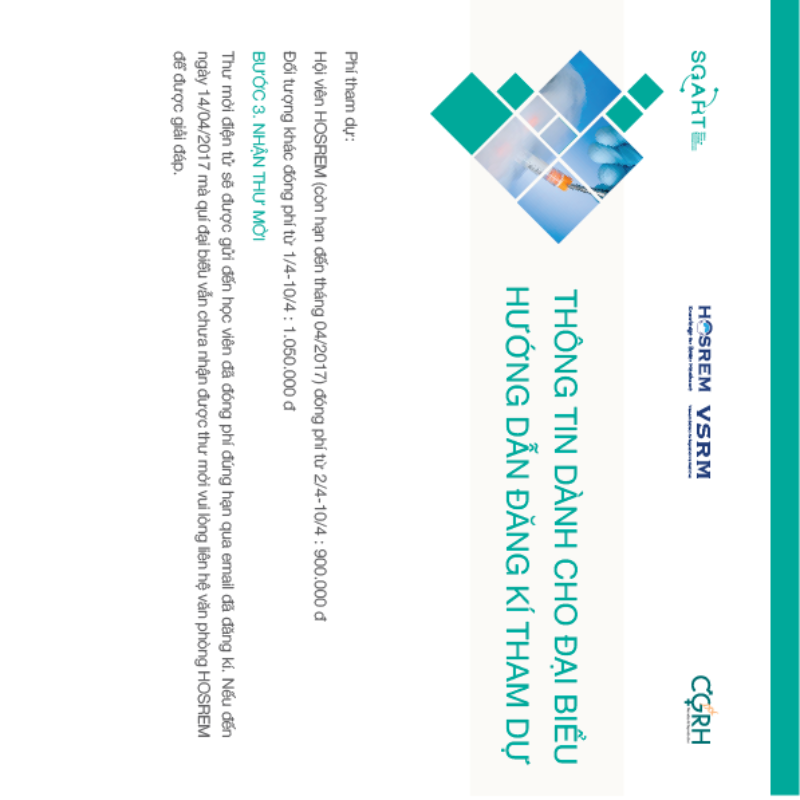 SGART
HOSREM
VSRM
CGRH
THÔNG TIN DÀNH CHO ĐẠI BIỂU
HƯỚNG DẪN ĐĂNG KÍ THAM DỰ
Phí tham dự:
Hội viên HOSREM (còn hạn đến tháng 04/2017) đóng phí từ 2/4-10/4 : 900.000 đ
Đối tượng khác đóng phí từ 1/4-10/4 : 1.050.000 đ
BƯỚC 3. NHẬN THƯ MỜI
Thư mời điện tử sẽ được gửi đến học viên đã đóng phí đúng hạn qua email đã đăng kí. Nếu đến
ngày 14/04/2017 mà quí đại biểu vẫn chưa nhận được thư mời vui lòng liên hệ văn phòng HOSREM
để được giải đáp.